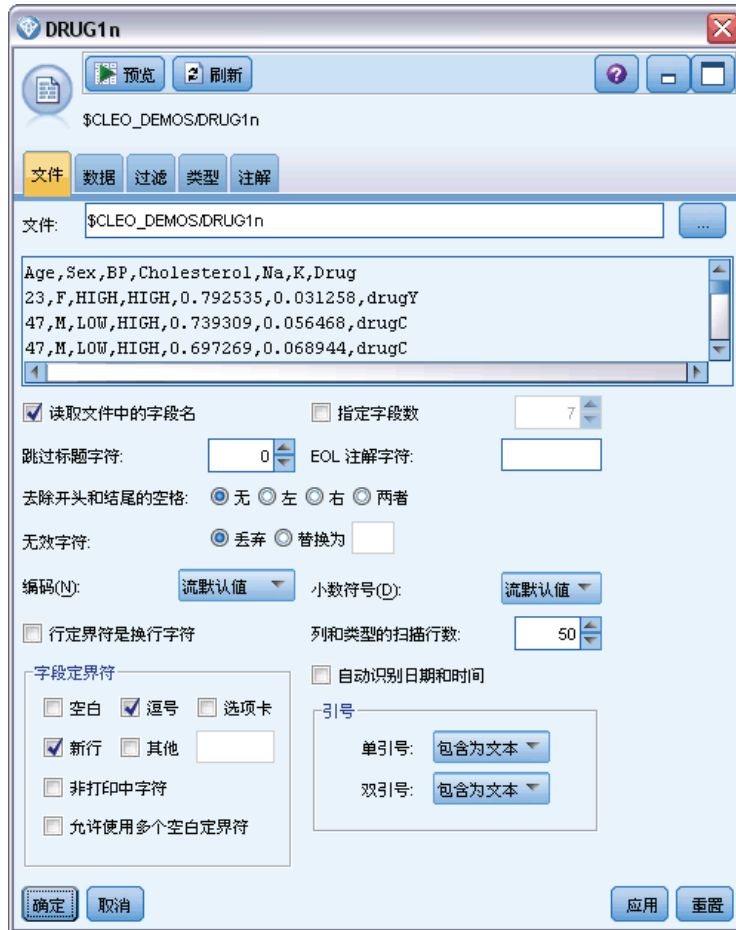 DRUG1n
预览 刷新
$CLEO_DEMOS/DRUG1n
文件 数据 过滤 类型 注解
文件: $CLEO_DEMOS/DRUG1n ...
Age,Sex,BP,Cholesterol,Na,K,Drug
23,F,HIGH,HIGH,0.792535,0.031258,drugY
47,M,LOW,HIGH,0.739309,0.056468,drugC
47,M,LOW,HIGH,0.697269,0.068944,drugC
读取文件中的字段名 指定字段数 7
跳过标题字符: 0 EOL 注解字符:
去除开头和结尾的空格: 无 左 右 两者
无效字符: 丢弃 替换为
编码(N): 流默认值 小数符号(D): 流默认值
行定界符是换行字符 列和类型的扫描行数: 50
字段定界符 自动识别日期和时间
空白 逗号 选项卡 引号
新行 其他 单引号: 包含为文本
非打印中字符 双引号: 包含为文本
允许使用多个空白定界符
确定 取消 应用 重置